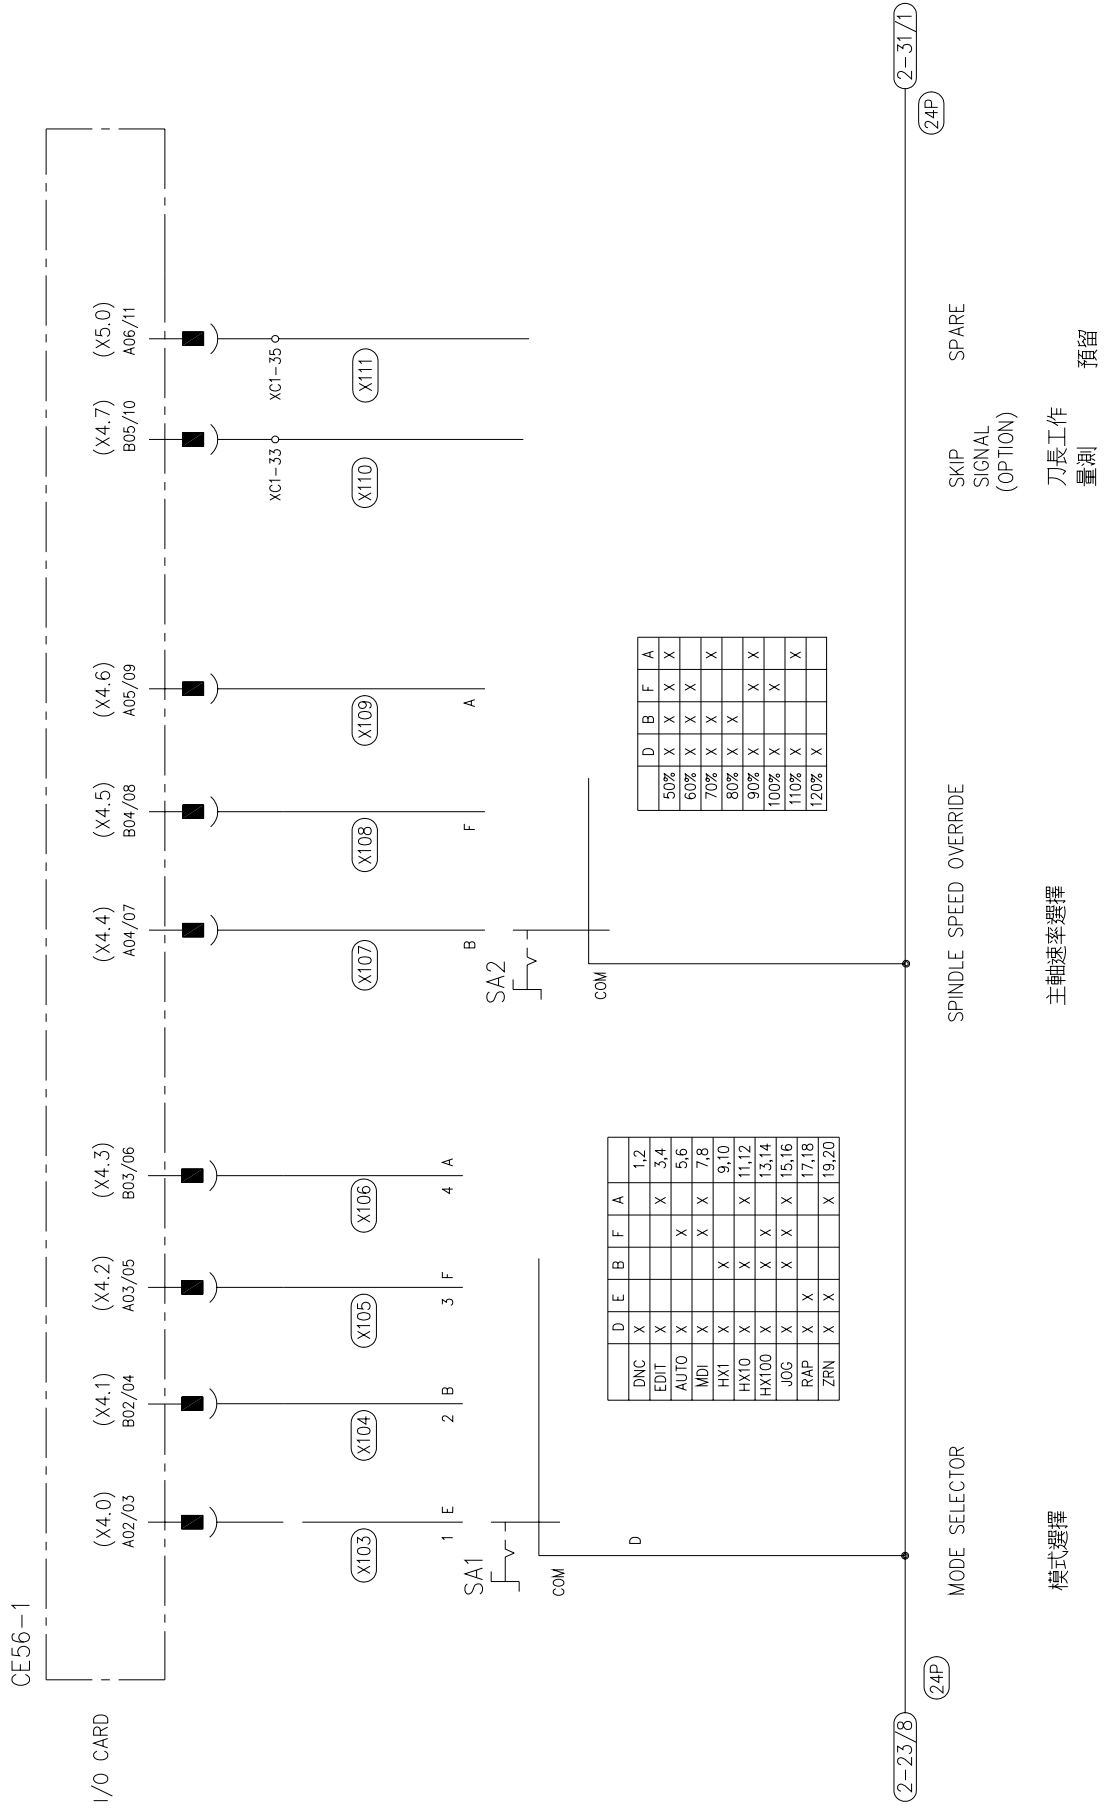 CE56-1
I/O CARD
(X4.0)
A02/03
(X4.1)
B02/04
(X4.2)
A03/05
(X4.3)
B03/06
(X4.4)
A04/07
(X4.5)
B04/08
(X4.6)
A05/09
(X4.7)
B05/10
(X5.0)
A06/11
XC1-33
XC1-35
X103
X104
X105
X106
X107
X108
X109
X110
X111
1 E
2 B
3 F
4 A
B
F
A
SA1
COM
D
SA2
COM
D E B F A
DNC X 1,2
EDIT X X 3,4
AUTO X X 5,6
MDI X X X 7,8
HX1 X X 9,10
HX10 X X X 11,12
HX100 X X X 13,14
JOG X X X X 15,16
RAP X X 17,18
ZRN X X X 19,20
D B F A
50% X X X X
60% X X X
70% X X X
80% X X
90% X X X
100% X X
110% X X
120% X
2-23/8
24P
2-31/1
24P
MODE SELECTOR
模式選擇
SPINDLE SPEED OVERRIDE
主軸速率選擇
SKIP
SIGNAL
(OPTION)
刀長工作
量測
SPARE
預留